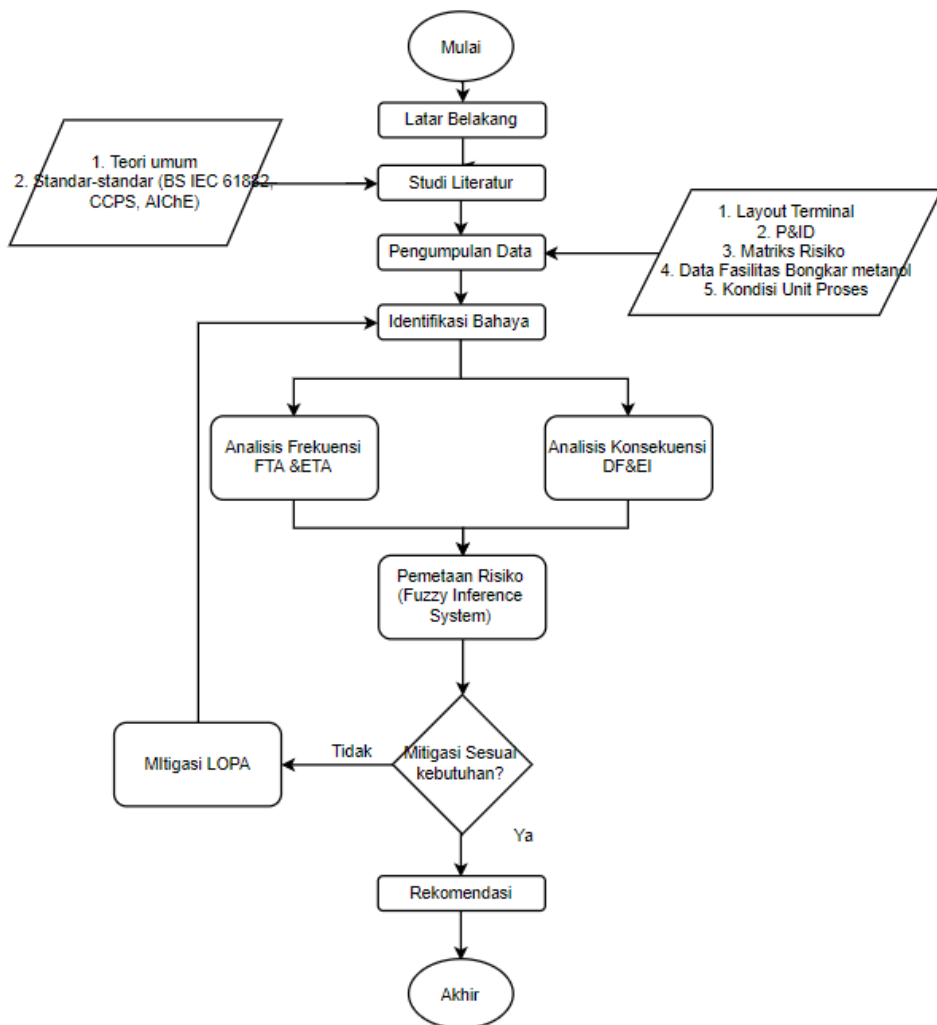 Mulai
Latar Belakang
1. Teori umum
2. Standar-standar (BS IEC 61882,
CCPS, AIChE)
Studi Literatur
1. Layout Terminal
2. P&ID
3. Matriks Risiko
4. Data Fasilitas Bongkar metanol
5. Kondisi Unit Proses
Pengumpulan Data
Identifikasi Bahaya
Analisis Frekuensi
FTA &ETA
Analisis Konsekuensi
DF&EI
Pemetaan Risiko
(Fuzzy Inference
System)
Mitigasi Sesuai
kebutuhan?
Tidak
MItigasi LOPA
Ya
Rekomendasi
Akhir